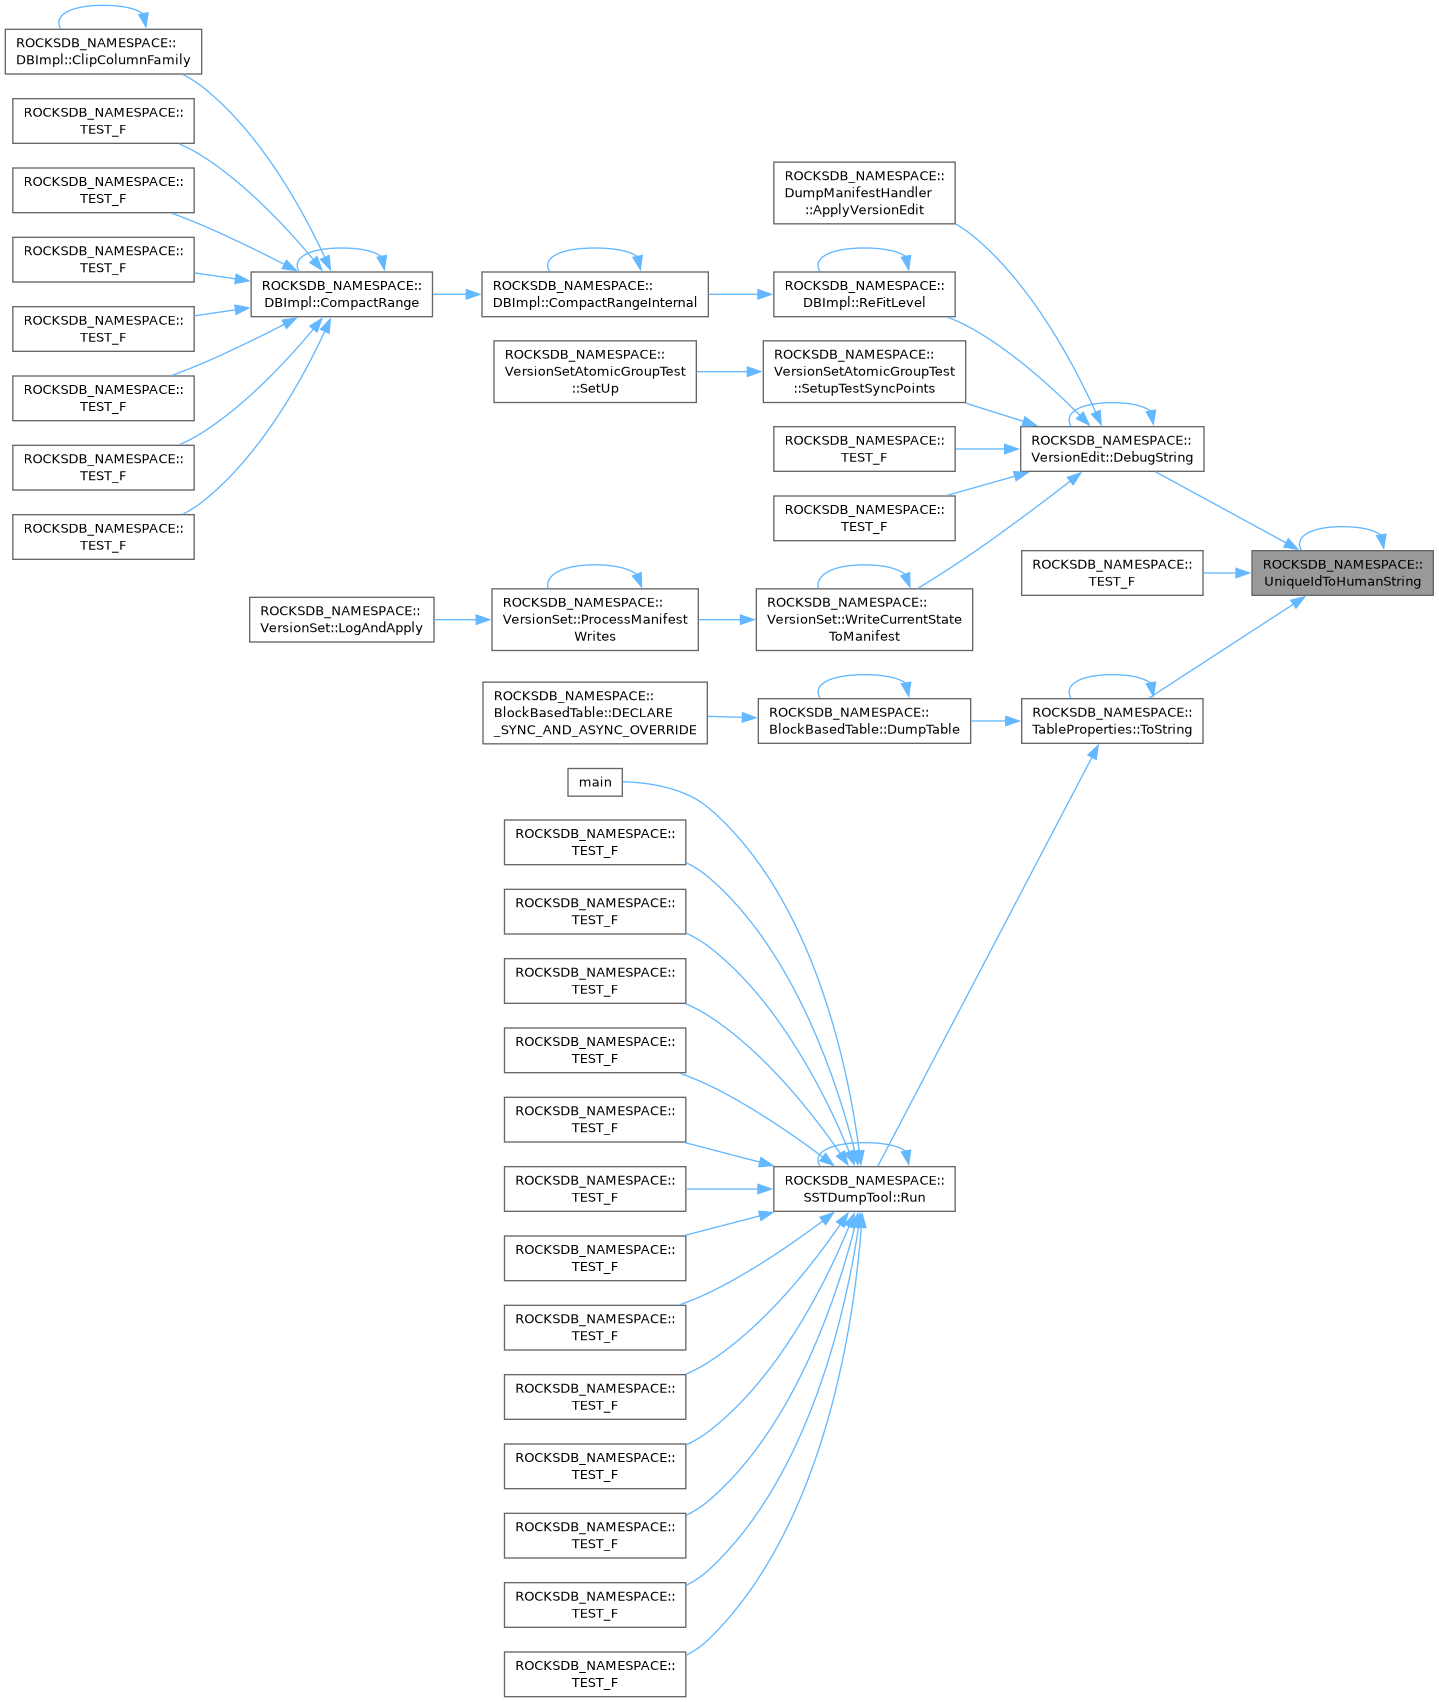 ROCKSDB_NAMESPACE::
DBImpl::ClipColumnFamily
ROCKSDB_NAMESPACE::
TEST_F
ROCKSDB_NAMESPACE::
TEST_F
ROCKSDB_NAMESPACE::
TEST_F
ROCKSDB_NAMESPACE::
TEST_F
ROCKSDB_NAMESPACE::
TEST_F
ROCKSDB_NAMESPACE::
TEST_F
ROCKSDB_NAMESPACE::
TEST_F
ROCKSDB_NAMESPACE::
DBImpl::CompactRange
ROCKSDB_NAMESPACE::
VersionSet::LogAndApply
ROCKSDB_NAMESPACE::
DBImpl::CompactRangeInternal
ROCKSDB_NAMESPACE::
VersionSetAtomicGroupTest
::SetUp
ROCKSDB_NAMESPACE::
VersionSet::ProcessManifest
Writes
ROCKSDB_NAMESPACE::
BlockBasedTable::DECLARE
_SYNC_AND_ASYNC_OVERRIDE
main
ROCKSDB_NAMESPACE::
TEST_F
ROCKSDB_NAMESPACE::
TEST_F
ROCKSDB_NAMESPACE::
TEST_F
ROCKSDB_NAMESPACE::
TEST_F
ROCKSDB_NAMESPACE::
TEST_F
ROCKSDB_NAMESPACE::
TEST_F
ROCKSDB_NAMESPACE::
TEST_F
ROCKSDB_NAMESPACE::
TEST_F
ROCKSDB_NAMESPACE::
TEST_F
ROCKSDB_NAMESPACE::
TEST_F
ROCKSDB_NAMESPACE::
TEST_F
ROCKSDB_NAMESPACE::
TEST_F
ROCKSDB_NAMESPACE::
TEST_F
ROCKSDB_NAMESPACE::
DumpManifestHandler
::ApplyVersionEdit
ROCKSDB_NAMESPACE::
DBImpl::ReFitLevel
ROCKSDB_NAMESPACE::
VersionSetAtomicGroupTest
::SetupTestSyncPoints
ROCKSDB_NAMESPACE::
TEST_F
ROCKSDB_NAMESPACE::
TEST_F
ROCKSDB_NAMESPACE::
VersionSet::WriteCurrentState
ToManifest
ROCKSDB_NAMESPACE::
BlockBasedTable::DumpTable
ROCKSDB_NAMESPACE::
SSTDumpTool::Run
ROCKSDB_NAMESPACE::
VersionEdit::DebugString
ROCKSDB_NAMESPACE::
TEST_F
ROCKSDB_NAMESPACE::
TableProperties::ToString
ROCKSDB_NAMESPACE::
UniqueIdToHumanString